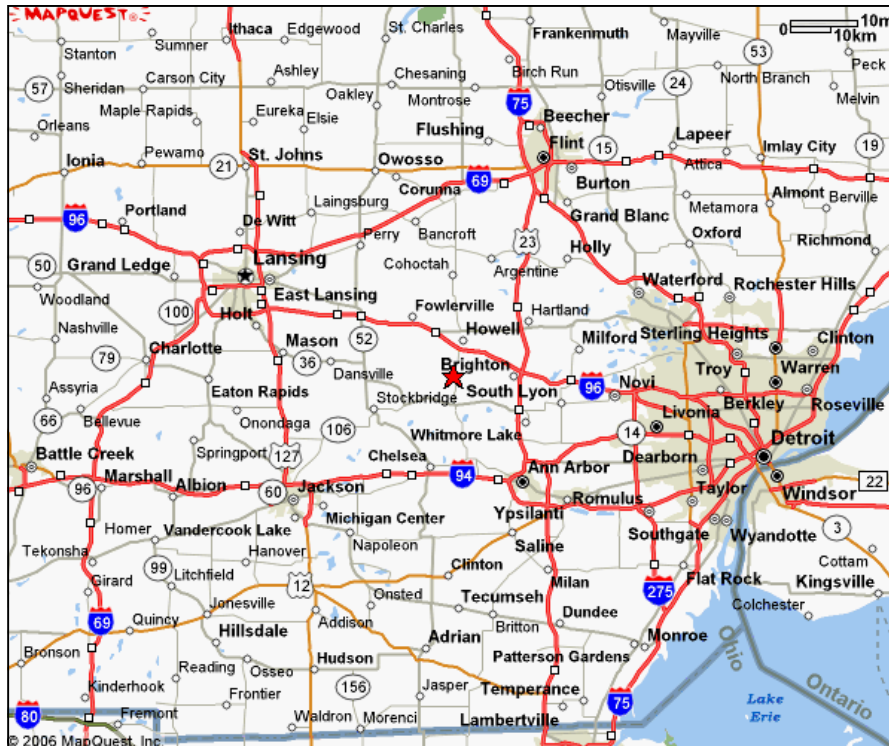 MAPQUEST
10mi
10km
Ithaca
Edgewood
St. Charles
Frankenmuth
Mayville
53
Sumner
Stanton
Peck
Ashley
Chesaning
Birch Run
24
North Branch
57
Sheridan
Carson City
Otisville
Melvin
Maple Rapids
Eureka
Oakley
Montrose
75
Beecher
Elsie
Flushing
Orleans
Flint
15
Lapeer
19
Ionia
Pewamo
21
St. Johns
Owosso
Attica
Imlay City
Corunna
69
Burton
96
Portland
Laingsburg
Metamora
Almont
Berville
De Witt
Bancroft
Grand Blanc
Perry
23
Holly
Oxford
Richmond
50
Grand Ledge
Lansing
Cohoctah
Argentine
Woodland
East Lansing
Waterford
Rochester Hills
100
Holt
Fowlerville
Hartland
Nashville
52
Howell
Milford
Sterling Heights
Clinton
79
Charlotte
Mason
36
Brighton
Troy
Warren
Assyria
Eaton Rapids
Dansville
South Lyon
96
Novi
Berkley
Roseville
66
Bellevue
Onondaga
Stockbridge
106
Whitmore Lake
14
Livonia
Detroit
Battle Creek
Springport
127
Chelsea
94
Ann Arbor
Dearborn
96
Marshall
Albion
60
Jackson
Romulus
Taylor
Windsor
22
Homer
Vandercook Lake
Michigan Center
Ypsilanti
Southgate
Wyandotte
3
Tekonsha
Hanover
Napoleon
Saline
Cottam
99
Litchfield
Clinton
Milan
Flat Rock
Kingsville
Girard
12
Onsted
Tecumseh
275
Colchester
69
Quincy
Jonesville
Addison
Britton
Dundee
Hillsdale
Adrian
Monroe
Bronson
Reading
Osseo
Hudson
Patterson Gardens
Ohio
Kinderhook
Frontier
156
Jasper
Temperance
75
Lake
Erie
Ontario
80
Fremont
Waldron
Morenci
Lambertville
© 2006 MapQuest, Inc